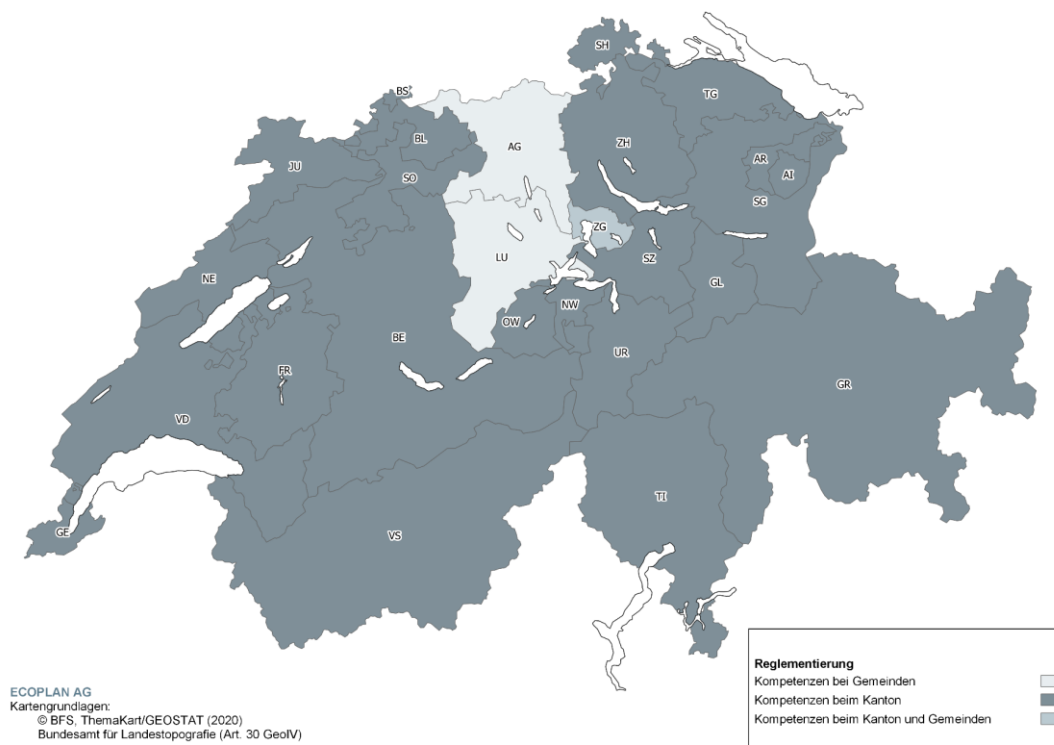 SH
BS
TG
BL
AG
ZH
JU
AR
AI
SO
SG
ZG
LU
SZ
NE
GL
NW
OW
BE
UR
FR
GR
VD
TI
GE
VS
Reglementierung
Kompetenzen bei Gemeinden
Kompetenzen beim Kanton
Kompetenzen beim Kanton und Gemeinden
ECOPLAN AG
Kartengrundlagen:
© BFS, ThemaKart/GEOSTAT (2020)
Bundesamt für Landestopografie (Art. 30 GeoIV)